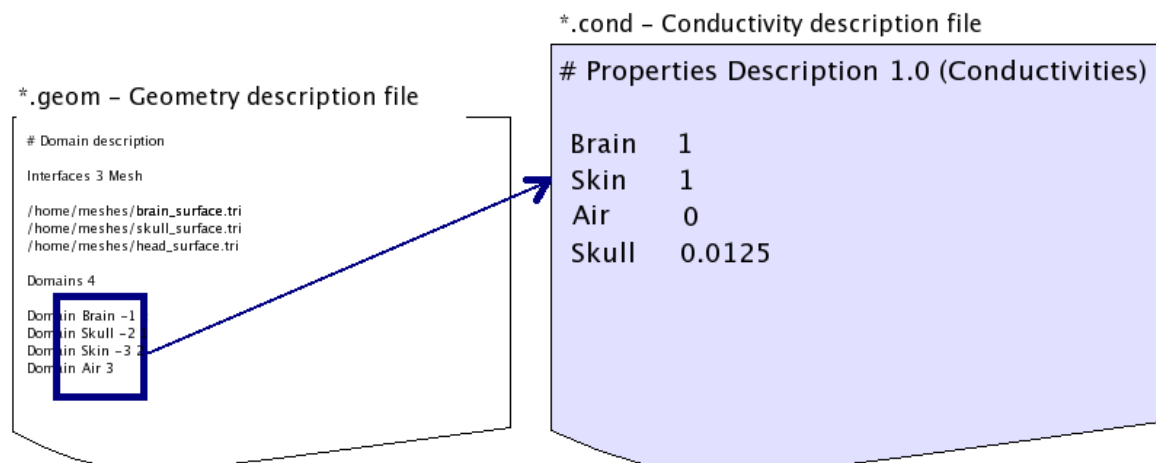 *.geom – Geometry description file
# Domain description
Interfaces 3 Mesh
/home/meshes/brain_surface.tri
/home/meshes/skull_surface.tri
/home/meshes/head_surface.tri
Domains 4
Domain Brain -1
Domain Skull -2
Domain Skin -3 2
Domain Air 3
*.cond – Conductivity description file
# Properties Description 1.0 (Conductivities)
Brain 1
Skin 1
Air 0
Skull 0.0125